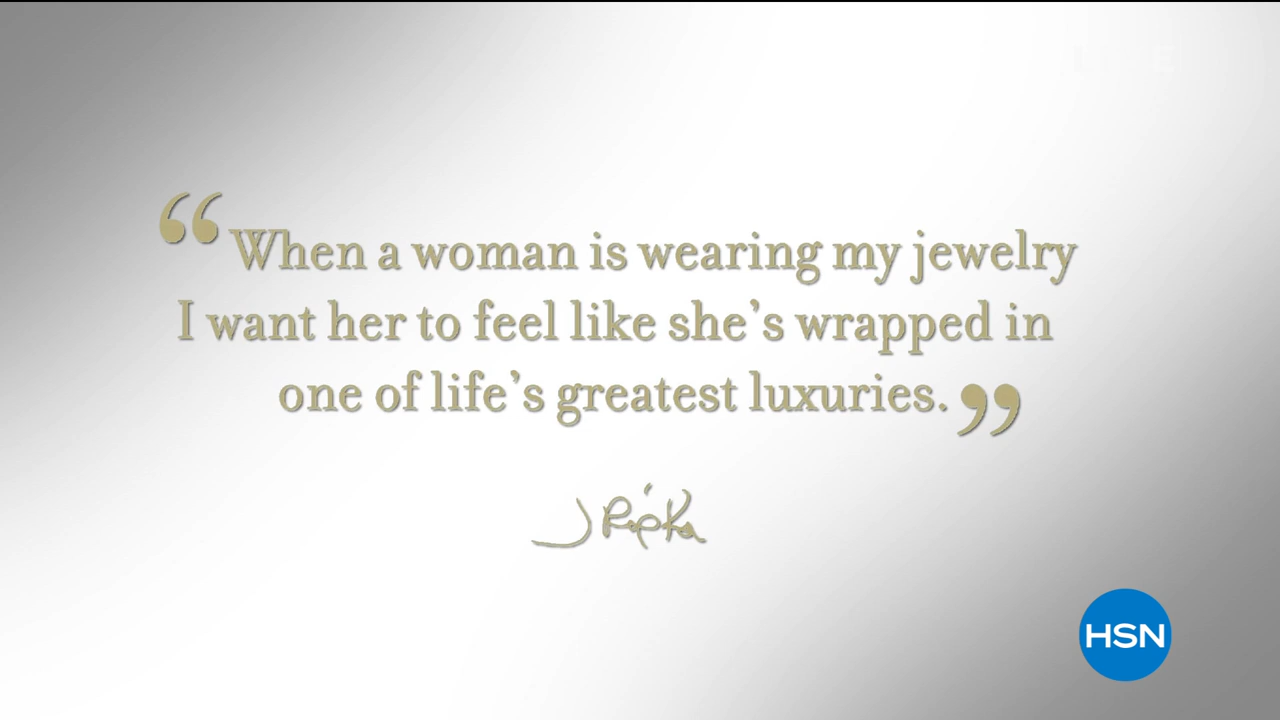 “When a woman is wearing my jewelry
I want her to feel like she’s wrapped in
one of life’s greatest luxuries.”
J Ripka
HSN